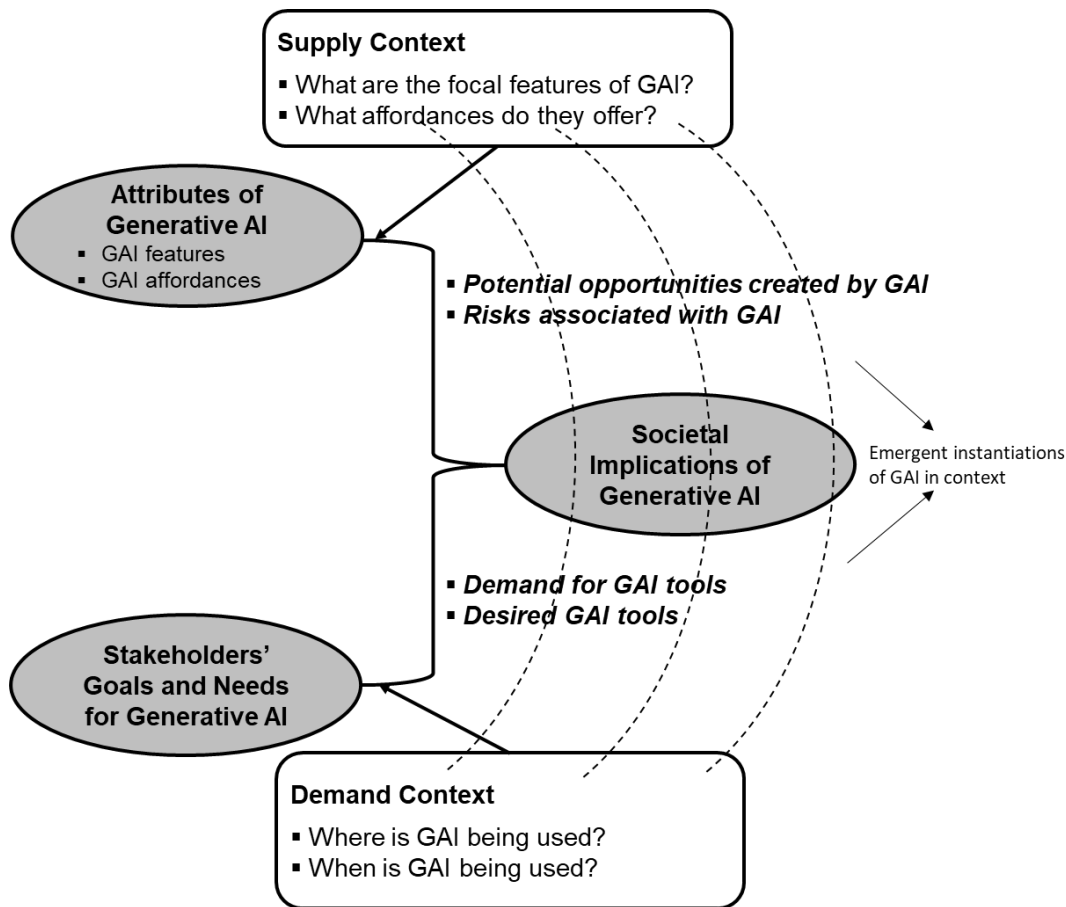 Supply Context
▪ What are the focal features of GAI?
▪ What affordances do they offer?
Attributes of
Generative AI
▪ GAI features
▪ GAI affordances
▪ Potential opportunities created by GAI
▪ Risks associated with GAI
Societal
Implications of
Generative AI
Emergent instantiations
of GAI in context
▪ Demand for GAI tools
▪ Desired GAI tools
Stakeholders’
Goals and Needs
for Generative AI
Demand Context
▪ Where is GAI being used?
▪ When is GAI being used?